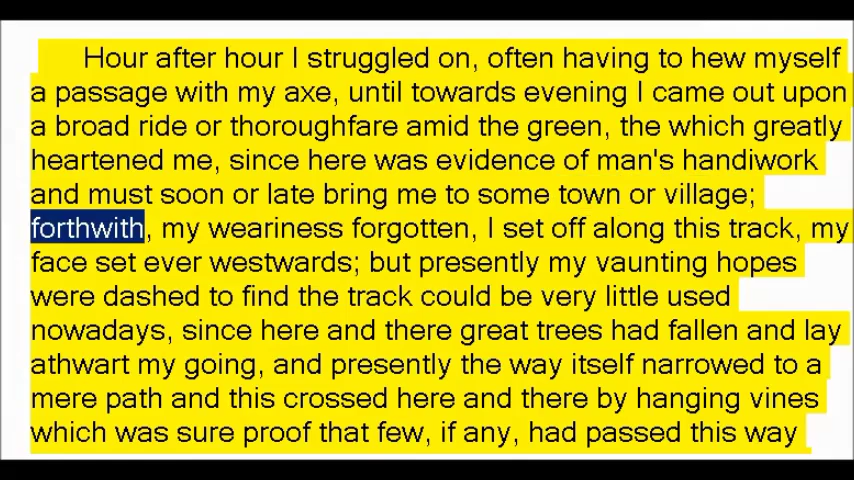 Hour after hour I struggled on, often having to hew myself
a passage with my axe, until towards evening I came out upon
a broad ride or thoroughfare amid the green, the which greatly
heartened me, since here was evidence of man's handiwork
and must soon or late bring me to some town or village;
forthwith, my weariness forgotten, I set off along this track, my
face set ever westwards; but presently my vaunting hopes
were dashed to find the track could be very little used
nowadays, since here and there great trees had fallen and lay
athwart my going, and presently the way itself narrowed to a
mere path and this crossed here and there by hanging vines
which was sure proof that few, if any, had passed this way